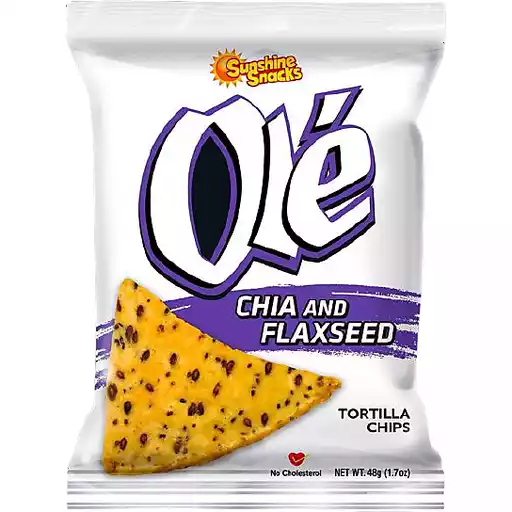 Sunshine
Snacks
Olé
CHIA AND
FLAXSEED
TORTILLA
CHIPS
No Cholesterol
NET WT. 48g (1.7oz)